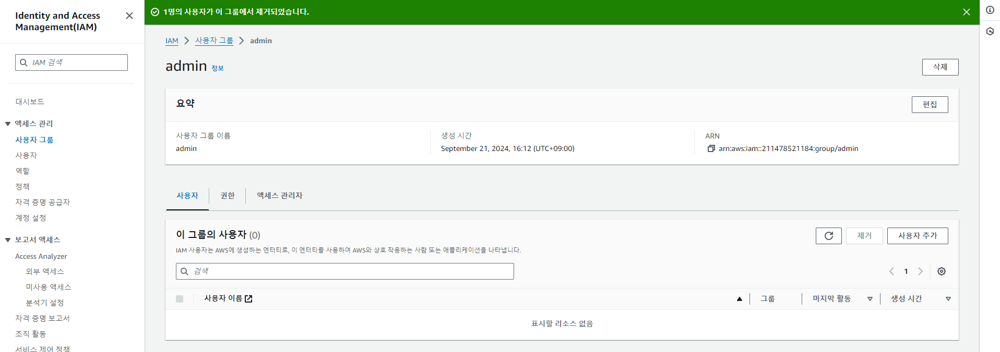 Identity and Access
Management(IAM)
IAM 검색
대시보드
액세스 관리
사용자 그룹
사용자
역할
정책
자격 증명 공급자
계정 설정
보고서 액세스
Access Analyzer
외부 액세스
미사용 액세스
분석기 설정
자격 증명 보고서
조직 활동
서비스 제어 정책
1명의 사용자가 이 그룹에서 제거되었습니다.
IAM 사용자 그룹 admin
admin 정보
삭제
요약
편집
사용자 그룹 이름
admin
생성 시간
September 21, 2024, 16:12 (UTC+09:00)
ARN
arn:aws:iam::211478521184:group/admin
사용자 권한 액세스 관리자
이 그룹의 사용자 (0)
제거 사용자 추가
IAM 사용자는 AWS에 생성하는 엔터티로, 이 엔터티를 사용하여 AWS와 상호 작용하는 사람 또는 애플리케이션을 나타냅니다.
검색
1
사용자 이름 그룹 마지막 활동 생성 시간
표시할 리소스 없음